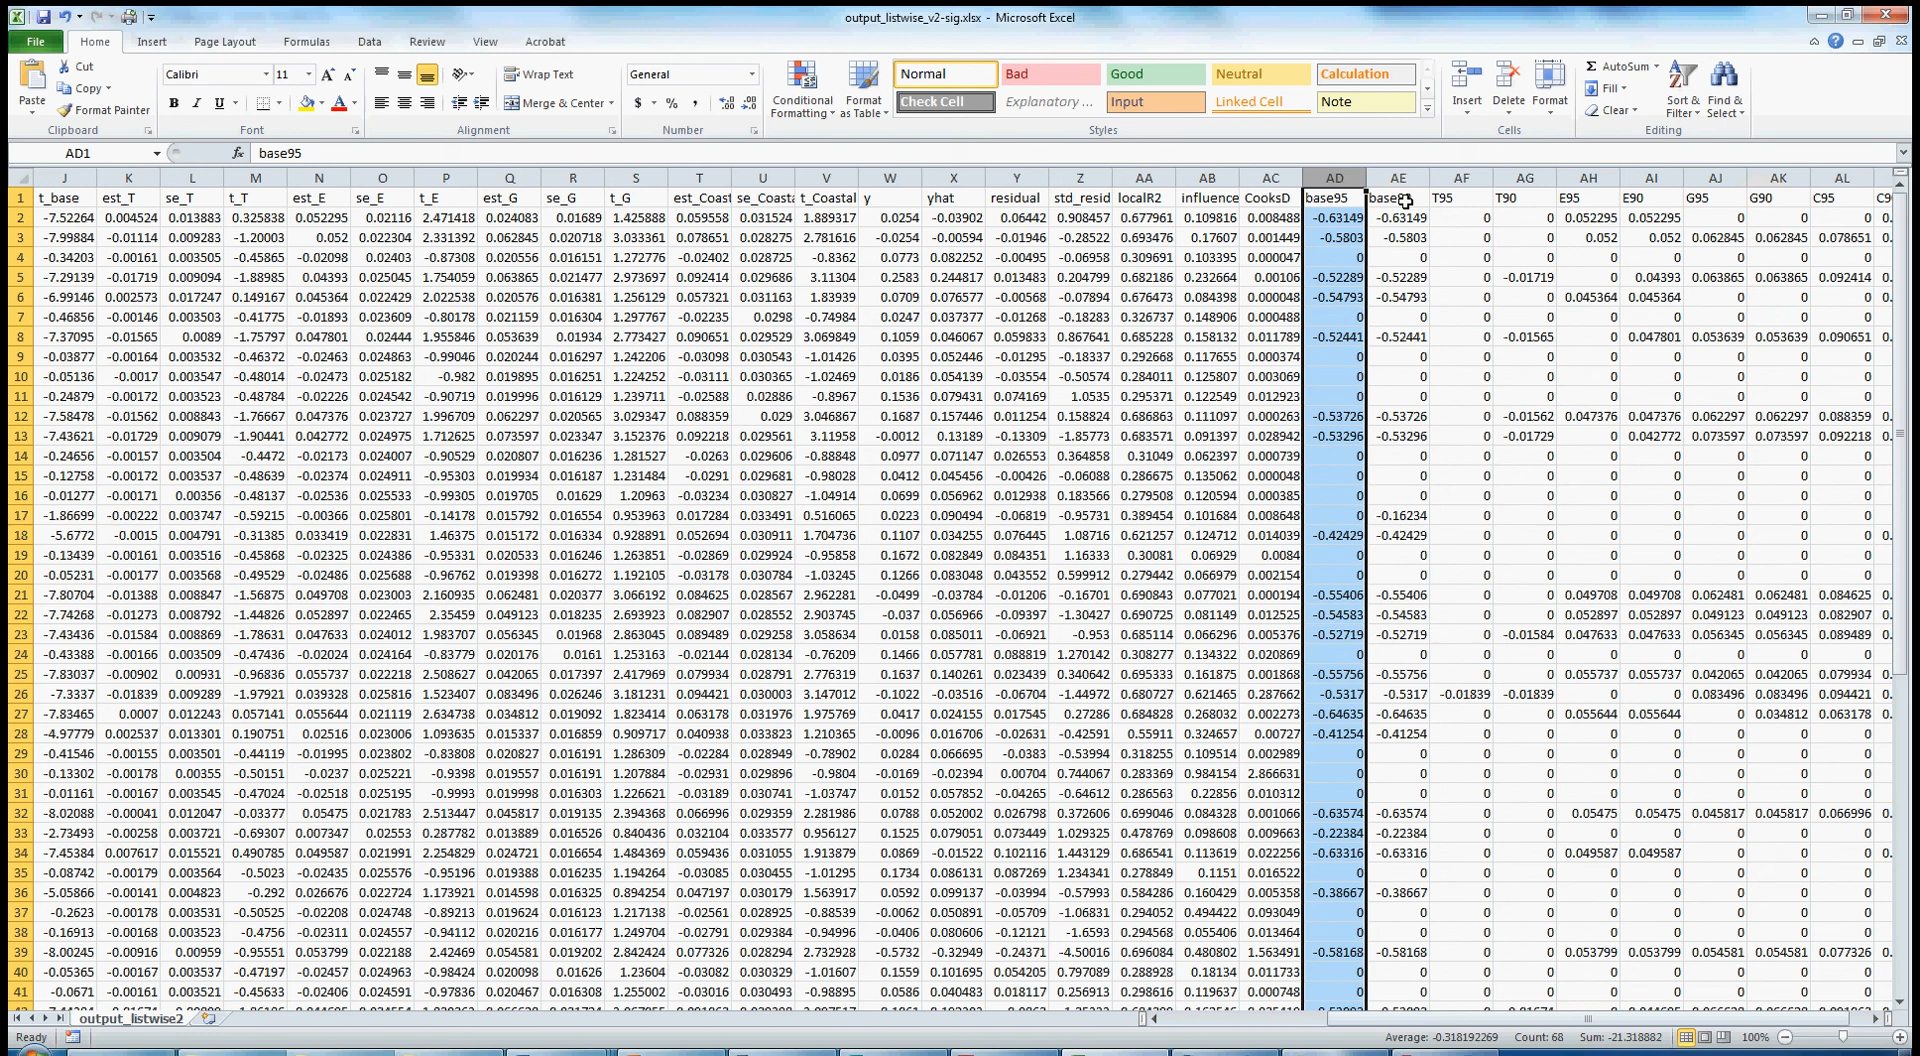 output_listwise_v2-sig.xlsx - Microsoft Excel
File Home Insert Page Layout Formulas Data Review View Acrobat
Paste Cut Copy Format Painter Clipboard
Calibri 11 B I U Font
Wrap Text Merge & Center Alignment
General $ % , Number
Conditional Formatting Format as Table
Normal Bad Good Neutral Calculation
Check Cell Explanatory ... Input Linked Cell Note
Styles
Insert Delete Format Cells
AutoSum Fill Clear Sort & Filter Find & Select Editing
AD1 fx base95
J K L M N O P Q R S T U V W X Y Z AA AB AC AD AE AF AG AH AI AJ AK AL
1 t_base est_T se_T t_T est_E se_E t_E est_G se_G t_G est_Coast se_Coasta t_Coastal y yhat residual std_resid localR2 influence CooksD base95 T95 T90 E95 E90 G95 G90 C95
2 -7.52264 0.004524 0.013883 0.325838 0.052295 0.02116 2.471418 0.024083 0.01689 1.425888 0.059554 0.031524 1.889317 0.0254 -0.03902 0.06442 0.908457 0.677961 0.109816 0.008488 -0.63149 -0.63149 0 0 0.052295 0.052295 0 0 0
3 -7.99884 -0.01114 0.009283 -1.20003 0.052 0.022304 2.331392 0.062845 0.020718 3.033361 0.078651 0.028275 2.781616 -0.0254 -0.00594 -0.01946 -0.28522 0.693476 0.17607 0.001449 -0.5803 -0.5803 0 0 0.052 0.052 0.062845 0.062845 0.078651
4 -0.34203 -0.00161 0.003505 -0.45865 -0.02098 0.02403 -0.87308 0.020556 0.016151 1.272776 -0.02402 0.028725 -0.8362 0.0773 0.082252 -0.00495 -0.06958 0.309691 0.103395 0.000047 0 0 0 0 0 0 0 0 0
5 -7.29139 -0.01719 0.009094 -1.88985 0.04393 0.025045 1.754059 0.063865 0.021477 2.973697 0.092414 0.029686 3.11304 0.2583 0.244817 0.013483 0.204799 0.682186 0.232664 0.00106 -0.52289 -0.52289 0 -0.01719 0 0.04393 0.063865 0.063865 0.092414
6 -6.99146 0.002573 0.017247 0.149167 0.045364 0.022429 2.022538 0.020576 0.016381 1.256129 0.057321 0.031163 1.83939 0.0709 0.076577 -0.00568 -0.07894 0.676473 0.084398 0.000048 -0.54793 -0.54793 0 0 0.045364 0.045364 0 0 0
7 -0.46856 -0.00146 0.003503 -0.41775 -0.01893 0.023609 -0.80178 0.021159 0.016304 1.297767 -0.02235 0.0298 -0.74984 0.0247 0.037377 -0.01268 -0.18283 0.326737 0.148906 0.000488 0 0 0 0 0 0 0 0 0
8 -7.37095 -0.01565 0.0089 -1.75797 0.047801 0.02444 1.955846 0.053639 0.01934 2.773427 0.090651 0.029529 3.069849 0.1059 0.046067 0.059833 0.867641 0.685228 0.158132 0.011789 -0.52441 -0.52441 0 -0.01565 0 0.047801 0.053639 0.053639 0.090651
9 -0.03877 -0.00164 0.003532 -0.46372 -0.02463 0.024863 -0.99046 0.020244 0.016297 1.242206 -0.03098 0.030543 -1.01426 0.0395 0.052446 -0.01295 -0.18337 0.292668 0.117655 0.000374 0 0 0 0 0 0 0 0 0
10 -0.05136 -0.0017 0.003547 -0.48014 -0.02473 0.025182 -0.982 0.019895 0.016251 1.224252 -0.03111 0.030365 -1.02469 0.0186 0.054139 -0.03554 -0.50574 0.284011 0.125807 0.003069 0 0 0 0 0 0 0 0 0
11 -0.24879 -0.00172 0.003523 -0.48784 -0.02226 0.024542 -0.90719 0.019996 0.016129 1.239711 -0.02588 0.02886 -0.8967 0.1536 0.079431 0.074169 1.0535 0.295371 0.122549 0.012923 0 0 0 0 0 0 0 0 0
12 -7.58478 -0.01562 0.008843 -1.76667 0.047376 0.023727 1.996709 0.062297 0.020565 3.029347 0.088359 0.029 3.046867 0.1687 0.157446 0.011254 0.158824 0.686863 0.111097 0.000263 -0.53726 -0.53726 0 -0.01562 0.047376 0.047376 0.062297 0.062297 0.088359
13 -7.43621 -0.01729 0.009079 -1.90441 0.042772 0.024975 1.712625 0.073597 0.023347 3.152376 0.092218 0.029561 3.11958 -0.0012 0.13189 -0.13309 -1.85773 0.683571 0.091397 0.028942 -0.53296 -0.53296 0 -0.01729 0 0.042772 0.073597 0.073597 0.092218
14 -0.24656 -0.00157 0.003504 -0.4472 -0.02173 0.024007 -0.90529 0.020807 0.016236 1.281527 -0.0263 0.029606 -0.88848 0.0977 0.071147 0.026553 0.364858 0.31049 0.062397 0.000739 0 0 0 0 0 0 0 0 0
15 -0.12758 -0.00172 0.003537 -0.48639 -0.02377 0.024911 -0.95303 0.019934 0.016187 1.231484 -0.0291 0.029681 -0.98028 0.0412 0.045456 -0.00426 -0.06088 0.286675 0.135062 0.000073 0 0 0 0 0 0 0 0 0
16 -0.01277 -0.00171 0.00356 -0.48137 -0.02536 0.025533 -0.99305 0.019705 0.01629 1.20963 -0.03234 0.030827 -1.04914 0.0699 0.056962 0.012938 0.183566 0.279508 0.120594 0.000385 0 0 0 0 0 0 0 0 0
17 -1.86699 -0.00222 0.003747 -0.59215 -0.00366 0.025801 -0.14178 0.015792 0.016554 0.953963 0.017284 0.033491 0.516065 0.0223 0.090494 -0.06819 -0.95731 0.389454 0.101684 0.008648 0 -0.16234 0 0 0 0 0 0 0
18 -5.6772 -0.0015 0.004791 -0.31385 0.033419 0.022831 1.46375 0.015172 0.016334 0.928891 0.052694 0.030911 1.704736 0.1107 0.034255 0.076445 1.08716 0.621257 0.124712 0.014039 -0.42429 -0.42429 0 0 0 0 0 0 0
19 -0.13439 -0.00161 0.003516 -0.45868 -0.02325 0.024386 -0.95331 0.020533 0.016246 1.263851 -0.02869 0.029924 -0.95858 0.1672 0.082849 0.084351 1.16333 0.30081 0.06929 0.0084 0 0 0 0 0 0 0 0 0
20 -0.05231 -0.00177 0.003568 -0.49529 -0.02486 0.025688 -0.96762 0.019398 0.016272 1.192105 -0.03178 0.030784 -1.03245 0.1266 0.083048 0.043552 0.599912 0.279442 0.066979 0.002154 0 0 0 0 0 0 0 0 0
21 -7.80704 -0.01388 0.008847 -1.56875 0.049708 0.023003 2.160935 0.062481 0.020377 3.066192 0.084625 0.028567 2.962281 -0.0499 -0.03784 -0.01206 -0.16701 0.690843 0.077021 0.000194 -0.55406 -0.55406 0 0 0.049708 0.049708 0.062481 0.062481 0.084625
22 -7.74268 -0.01273 0.008792 -1.44826 0.052897 0.022465 2.35459 0.049123 0.018235 2.693923 0.082907 0.028552 2.903745 -0.037 0.056966 -0.09397 -1.30427 0.690725 0.081149 0.012525 -0.54583 -0.54583 0 0 0.052897 0.052897 0.049123 0.049123 0.082907
23 -7.43436 -0.01584 0.008869 -1.78631 0.047633 0.024012 1.983707 0.056345 0.01968 2.863045 0.089489 0.029258 3.058634 0.0158 0.085011 -0.06921 -0.953 0.685114 0.066296 0.005376 -0.52719 -0.52719 0 -0.01584 0.047633 0.047633 0.056345 0.056345 0.089489
24 -0.43388 -0.00166 0.003509 -0.47436 -0.02024 0.024164 -0.83779 0.020176 0.0161 1.253163 -0.02144 0.028134 -0.76209 0.1466 0.057781 0.088819 1.270142 0.308277 0.134322 0.020869 0 0 0 0 0 0 0 0 0
25 -7.83037 -0.00902 0.00931 -0.96836 0.055737 0.022218 2.508627 0.042065 0.017397 2.417969 0.079934 0.028791 2.776319 0.1637 0.140261 0.023439 0.340642 0.695333 0.161875 0.001868 -0.55756 -0.55756 0 0 0.055737 0.055737 0.042065 0.042065 0.079934
26 -7.3337 -0.01839 0.009289 -1.97921 0.039328 0.025816 1.523407 0.083496 0.026246 3.181231 0.094421 0.030003 3.147012 -0.1022 -0.03516 -0.06704 -1.44972 0.680727 0.621465 0.287662 -0.5317 -0.5317 -0.01839 -0.01839 0 0 0.083496 0.083496 0.094421
27 -7.83465 0.0007 0.012243 0.057141 0.055644 0.021119 2.634738 0.034812 0.019092 1.823414 0.063178 0.031976 1.975769 0.0417 0.024155 0.017545 0.27286 0.684828 0.268032 0.002273 -0.64635 -0.64635 0 0 0.055644 0.055644 0 0.034812 0.063178
28 -4.97779 0.002537 0.013301 0.190751 0.02516 0.023006 1.093635 0.015337 0.016859 0.909717 0.040938 0.033823 1.210365 -0.0096 0.016706 -0.02631 -0.42591 0.55911 0.324657 0.00727 -0.41254 -0.41254 0 0 0 0 0 0 0
29 -0.41546 -0.00155 0.003501 -0.44119 -0.01995 0.023802 -0.83808 0.020827 0.016191 1.286309 -0.02284 0.028949 -0.78902 0.0284 0.066695 -0.0383 -0.53994 0.318255 0.109514 0.002989 0 0 0 0 0 0 0 0 0
30 -0.13302 -0.00178 0.00355 -0.50151 -0.0237 0.025221 -0.9398 0.019557 0.016191 1.207884 -0.02931 0.029896 -0.9804 -0.0169 -0.02394 0.00704 0.744067 0.283369 0.984154 2.866631 0 0 0 0 0 0 0 0 0
31 -0.01161 -0.00167 0.003552 -0.47024 -0.02518 0.025195 -0.9993 0.019918 0.016303 1.226621 -0.03189 0.030741 -1.03747 0.0152 0.057852 -0.04265 -0.64612 0.286563 0.22856 0.010312 0 0 0 0 0 0 0 0 0
32 -8.02088 -0.00041 0.012047 -0.03377 0.05475 0.021783 2.513447 0.045817 0.019135 2.394368 0.066996 0.029359 2.281986 0.0788 0.052002 0.026798 0.372606 0.699046 0.084328 0.001066 -0.63574 -0.63574 0 0 0.05475 0.05475 0.045817 0.045817 0.066996
33 -2.73493 -0.00258 0.003721 -0.69307 0.007347 0.02553 0.287782 0.013889 0.016526 0.840436 0.032104 0.033577 0.956127 0.1525 0.079051 0.073449 1.029325 0.478769 0.098608 0.009663 -0.22384 -0.22384 0 0 0 0 0 0 0
34 -7.45384 0.007617 0.015521 0.490785 0.049587 0.021991 2.254829 0.024721 0.016654 1.484369 0.059436 0.031055 1.913879 0.0869 -0.01522 0.102116 1.443129 0.686541 0.113619 0.022256 -0.63316 -0.63316 0 0 0.049587 0.049587 0 0 0
35 -0.08742 -0.00179 0.003564 -0.5023 -0.02435 0.025576 -0.95196 0.019388 0.016235 1.194264 -0.03085 0.030455 -1.01295 0.1734 0.086131 0.087269 1.234341 0.278849 0.1151 0.016522 0 0 0 0 0 0 0 0 0
36 -5.05866 -0.00141 0.004823 -0.292 0.026676 0.022724 1.173921 0.014598 0.016325 0.894254 0.047197 0.030179 1.563917 0.0592 0.099137 -0.03994 -0.57993 0.584286 0.160429 0.005358 -0.38667 -0.38667 0 0 0 0 0 0 0
37 -0.2623 -0.00178 0.003531 -0.50525 -0.02208 0.024748 -0.89213 0.019624 0.016123 1.217138 -0.02561 0.028925 -0.88539 -0.0062 0.050891 -0.05709 -1.06831 0.294052 0.494422 0.093049 0 0 0 0 0 0 0 0 0
38 -0.16913 -0.00168 0.003523 -0.4756 -0.02311 0.024557 -0.94112 0.020216 0.016177 1.249704 -0.02791 0.029384 -0.94996 -0.0406 0.080606 -0.12121 -1.6593 0.294568 0.055406 0.013464 0 0 0 0 0 0 0 0 0
39 -8.00245 -0.00916 0.00959 -0.95551 0.053799 0.022188 2.42469 0.054581 0.019202 2.842424 0.077326 0.028294 2.732928 -0.5732 -0.32949 -0.24371 -4.50016 0.696084 0.480802 1.563491 -0.58168 -0.58168 0 0 0.053799 0.053799 0.054581 0.054581 0.077326
40 -0.05365 -0.00167 0.003537 -0.47197 -0.02457 0.024963 -0.98424 0.020098 0.01626 1.23604 -0.03082 0.030329 -1.01607 0.1559 0.101695 0.054205 0.797089 0.288928 0.18134 0.011733 0 0 0 0 0 0 0 0 0
41 -0.0671 -0.00161 0.003521 -0.45633 -0.02406 0.024591 -0.97836 0.020467 0.016308 1.255002 -0.03016 0.030493 -0.98895 0.0586 0.040483 0.018117 0.256913 0.298616 0.119637 0.000748 0 0 0 0 0 0 0 0 0
output_listwise2
Ready Average: -0.318192269 Count: 68 Sum: -21.318882 100%